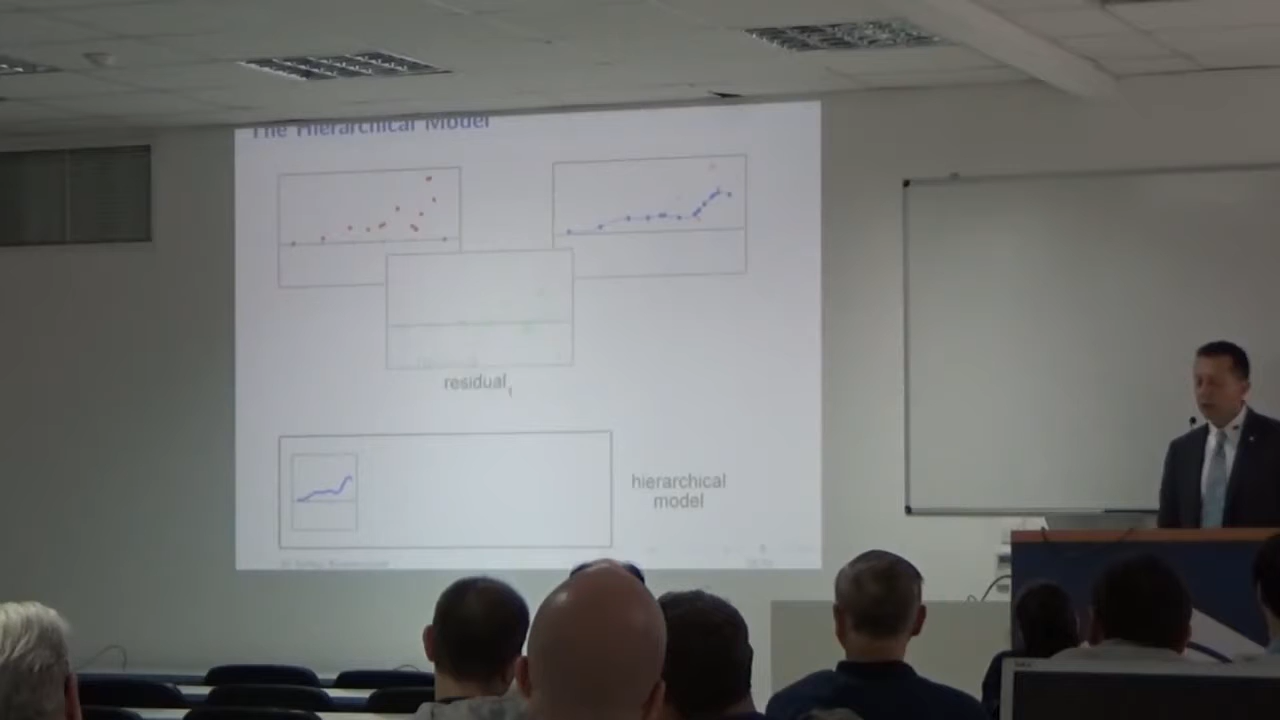 The Hierarchical Model
residual
hierarchical
model